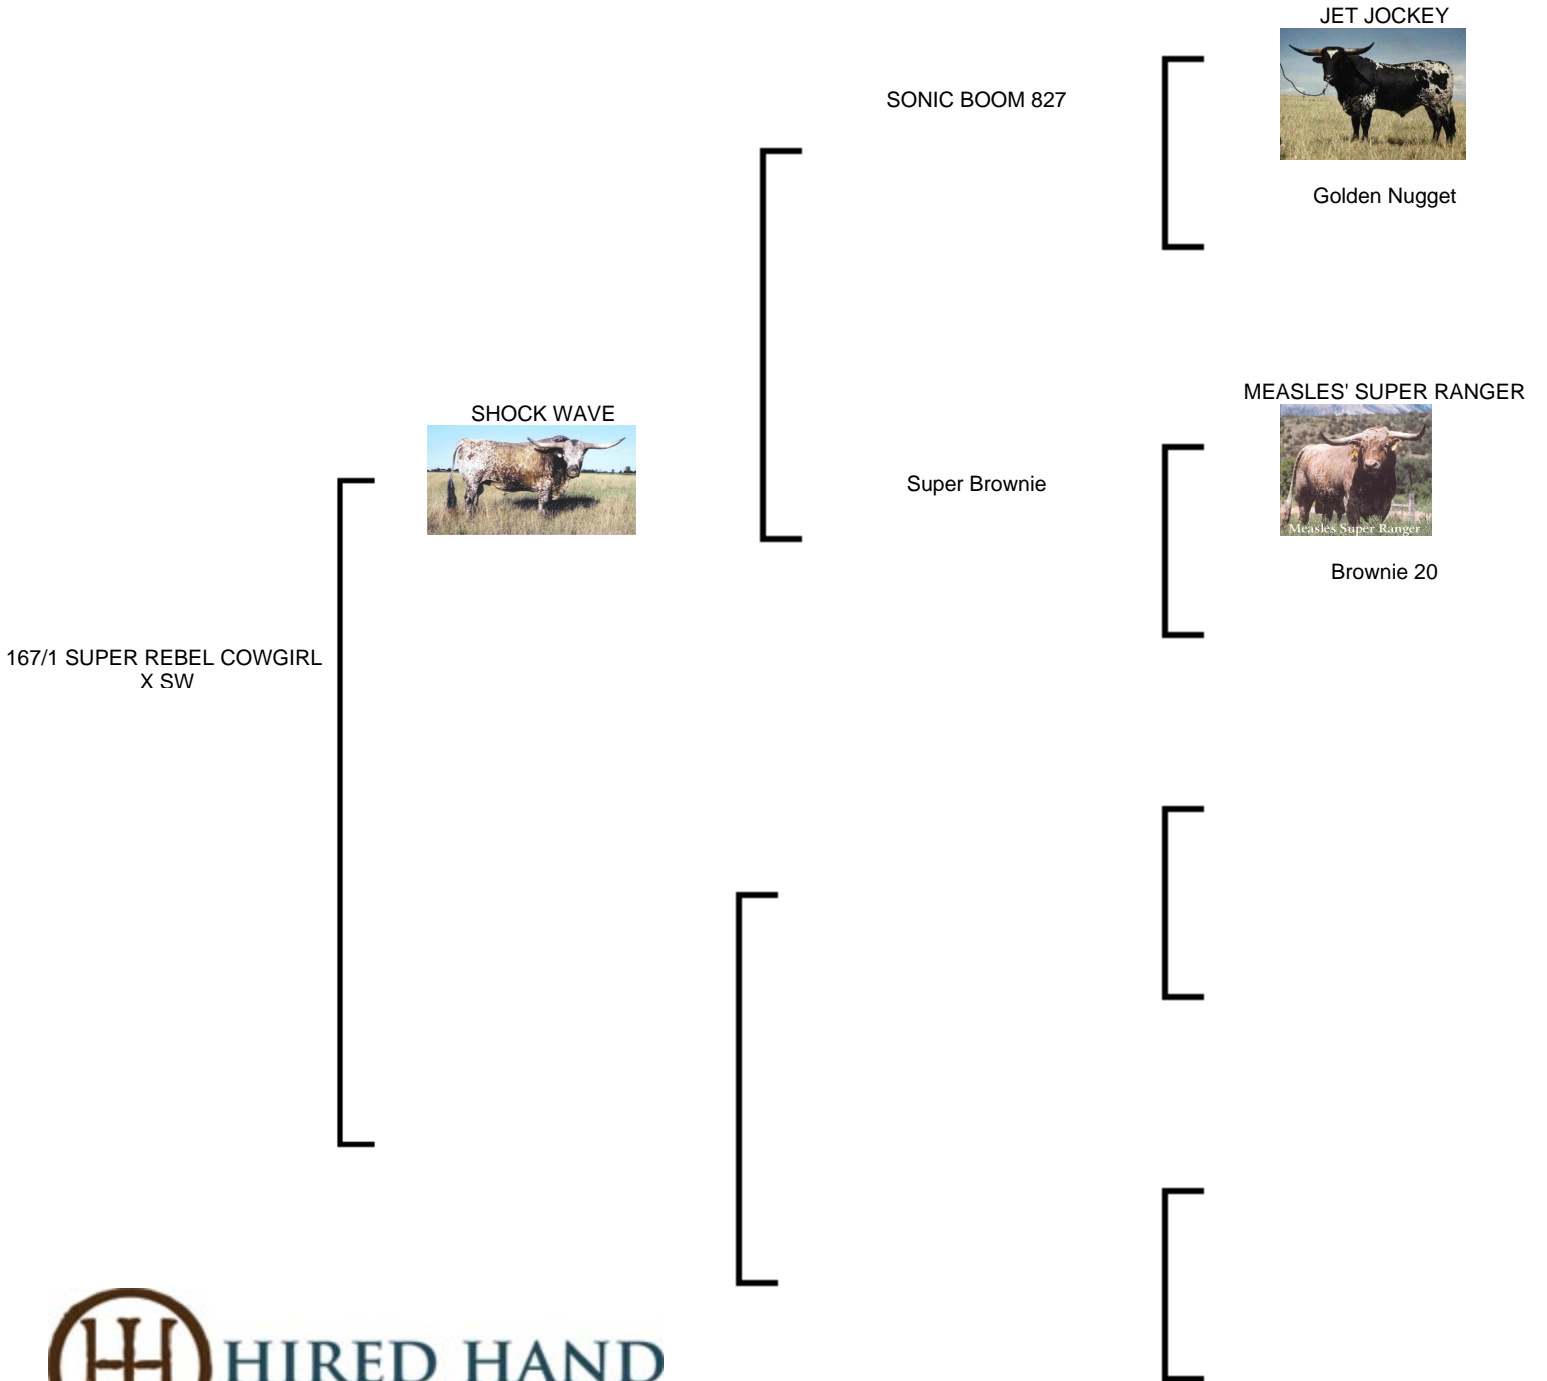 JET JOCKEY
SONIC BOOM 827
Golden Nugget
MEASLES' SUPER RANGER
SHOCK WAVE
Super Brownie
Measles Super Ranger
Brownie 20
167/1 SUPER REBEL COWGIRL
X SW
HIRED HAND